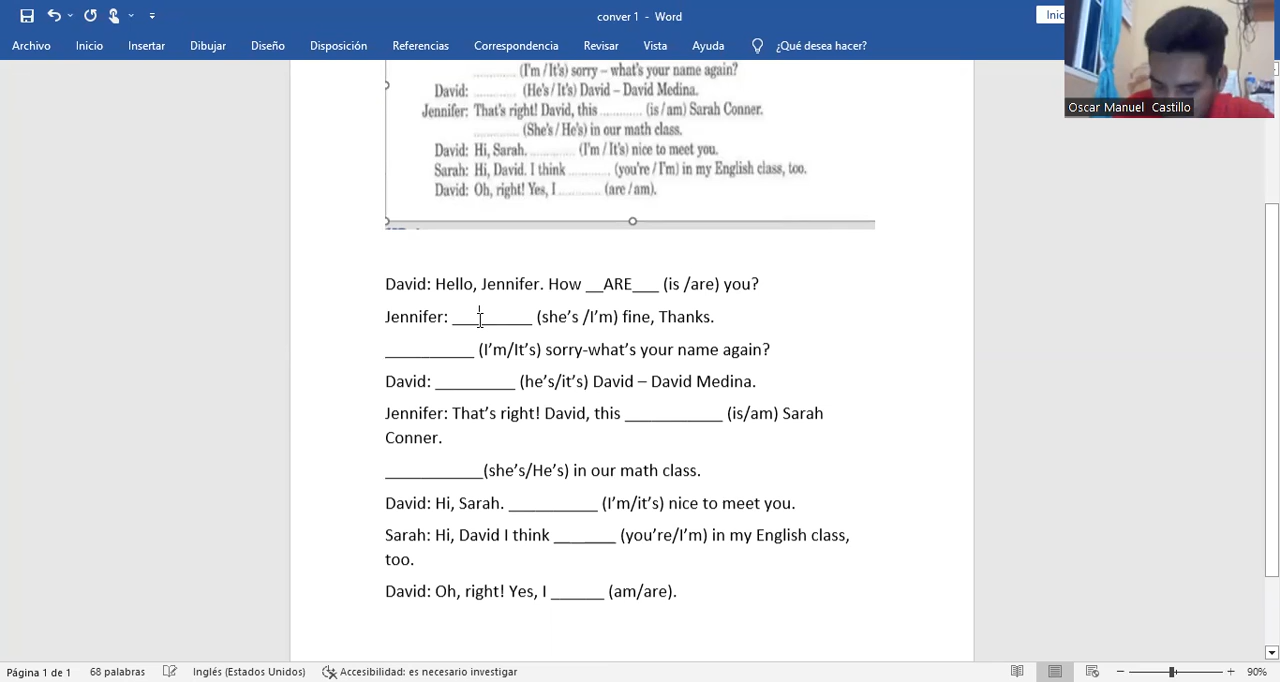 conver 1 - Word
Inic
Archivo Inicio Insertar Dibujar Diseño Disposición Referencias Correspondencia Revisar Vista Ayuda ¿Qué desea hacer?
Oscar Manuel Castillo
............ (I'm / It's) sorry – what's your name again?
David: ............ (He's / It's) David – David Medina.
Jennifer: That's right! David, this ............ (is / am) Sarah Conner.
............ (She's / He's) in our math class.
David: Hi, Sarah. ............ (I'm / It's) nice to meet you.
Sarah: Hi, David. I think ............ (you're / I'm) in my English class, too.
David: Oh, right! Yes, I ............ (are / am).
David: Hello, Jennifer. How __ARE___ (is /are) you?
Jennifer: _________ (she's /I'm) fine, Thanks.
__________ (I'm/It's) sorry-what's your name again?
David: _________ (he's/it's) David – David Medina.
Jennifer: That's right! David, this ___________ (is/am) Sarah
Conner.
___________(she's/He's) in our math class.
David: Hi, Sarah. __________ (I'm/it's) nice to meet you.
Sarah: Hi, David I think _______ (you're/I'm) in my English class,
too.
David: Oh, right! Yes, I ______ (am/are).
Página 1 de 1 68 palabras Inglés (Estados Unidos) Accesibilidad: es necesario investigar 90%